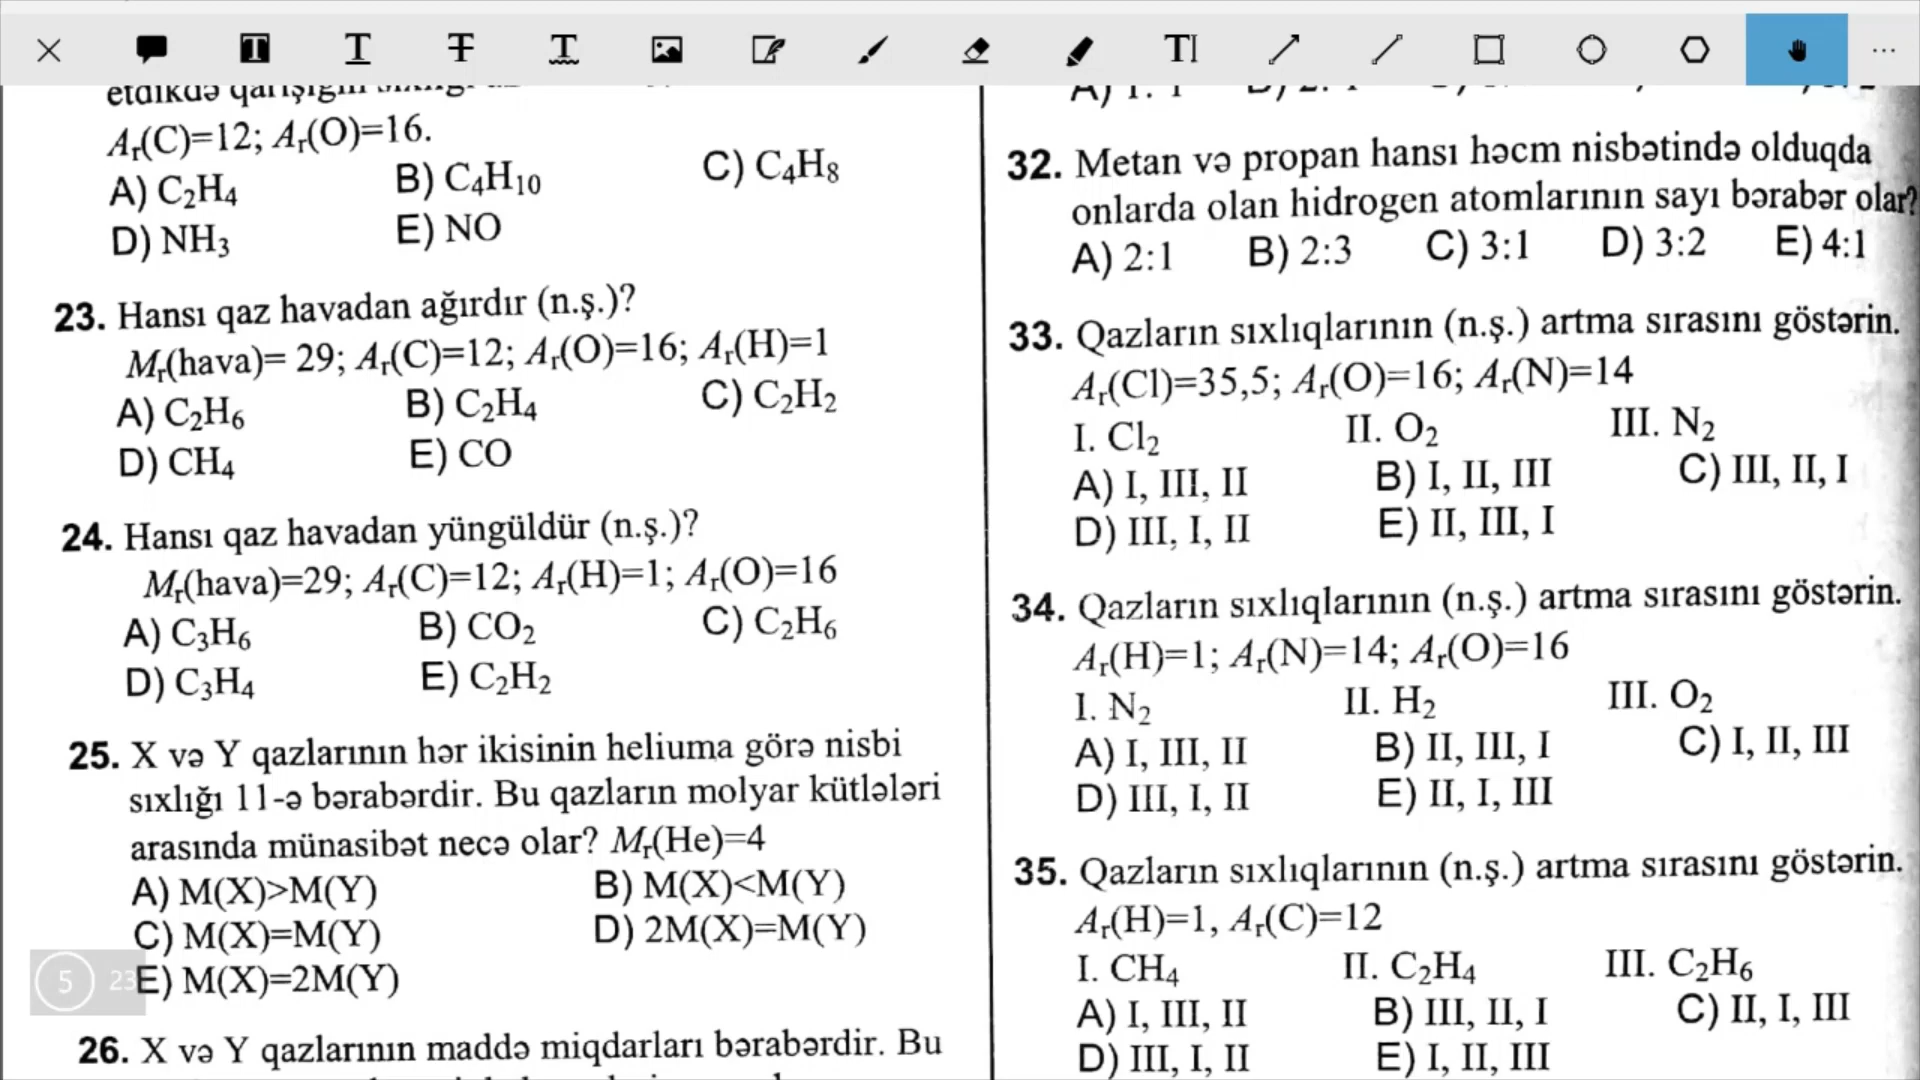 A_r(C)=12; A_r(O)=16.
A) C₂H₄ B) C₄H₁₀ C) C₄H₈
D) NH₃ E) NO
23. Hansı qaz havadan ağırdır (n.ş.)?
M_r(hava)= 29; A_r(C)=12; A_r(O)=16; A_r(H)=1
A) C₂H₆ B) C₂H₄ C) C₂H₂
D) CH₄ E) CO
24. Hansı qaz havadan yüngüldür (n.ş.)?
M_r(hava)=29; A_r(C)=12; A_r(H)=1; A_r(O)=16
A) C₃H₆ B) CO₂ C) C₂H₆
D) C₃H₄ E) C₂H₂
25. X və Y qazlarının hər ikisinin heliuma görə nisbi
sıxlığı 11-ə bərabərdir. Bu qazların molyar kütlələri
arasında münasibət necə olar? M_r(He)=4
A) M(X)>M(Y) B) M(X)<M(Y)
C) M(X)=M(Y) D) 2M(X)=M(Y)
E) M(X)=2M(Y)
5 23
26. X və Y qazlarının maddə miqdarları bərabərdir. Bu
32. Metan və propan hansı həcm nisbətində olduqda
onlarda olan hidrogen atomlarının sayı bərabər olar?
A) 2:1 B) 2:3 C) 3:1 D) 3:2 E) 4:1
33. Qazların sıxlıqlarının (n.ş.) artma sırasını göstərin.
A_r(Cl)=35,5; A_r(O)=16; A_r(N)=14
I. Cl₂ II. O₂ III. N₂
A) I, III, II B) I, II, III C) III, II, I
D) III, I, II E) II, III, I
34. Qazların sıxlıqlarının (n.ş.) artma sırasını göstərin.
A_r(H)=1; A_r(N)=14; A_r(O)=16
I. N₂ II. H₂ III. O₂
A) I, III, II B) II, III, I C) I, II, III
D) III, I, II E) II, I, III
35. Qazların sıxlıqlarının (n.ş.) artma sırasını göstərin.
A_r(H)=1, A_r(C)=12
I. CH₄ II. C₂H₄ III. C₂H₆
A) I, III, II B) III, II, I C) II, I, III
D) III, I, II E) I, II, III